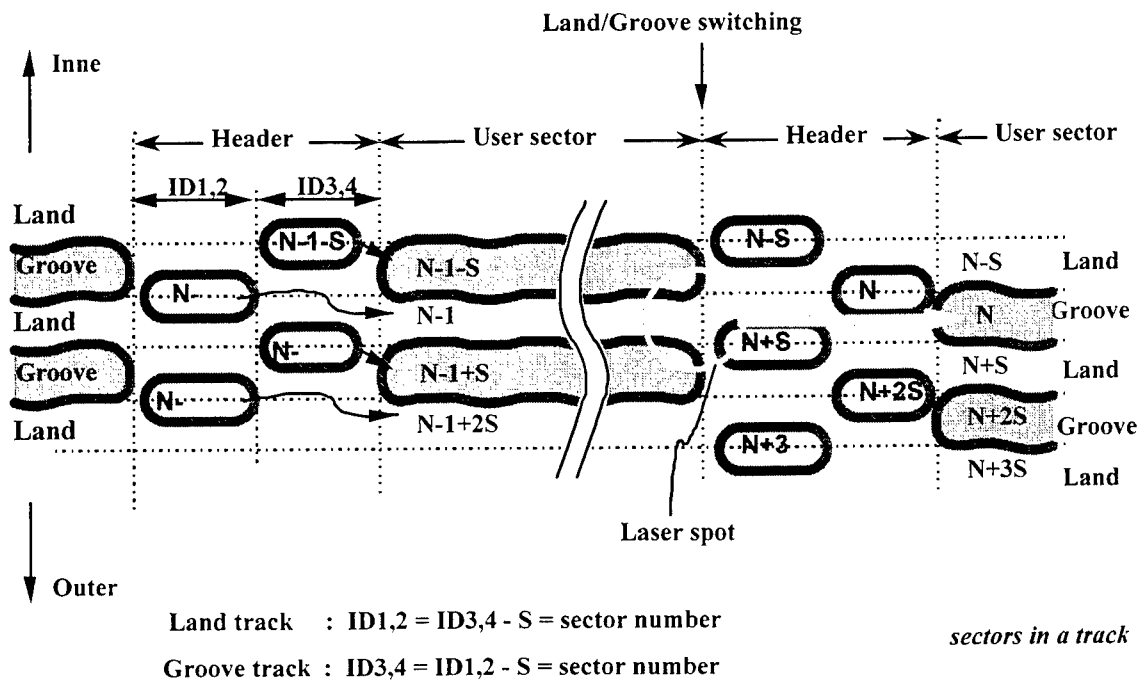 Land/Groove switching
Inne
Header
User sector
Header
User sector
ID1,2
ID3,4
Land
Groove
Land
Groove
Land
N-1-S
N-
N-
N-
N-1-S
N-1
N-1+S
N-1+2S
N-S
N
N+S
N+2S
N+3
N-S
N
N+S
N+2S
N+3S
Land
Groove
Land
Groove
Land
Laser spot
Outer
Land track : ID1,2 = ID3,4 - S = sector number
Groove track : ID3,4 = ID1,2 - S = sector number
sectors in a track